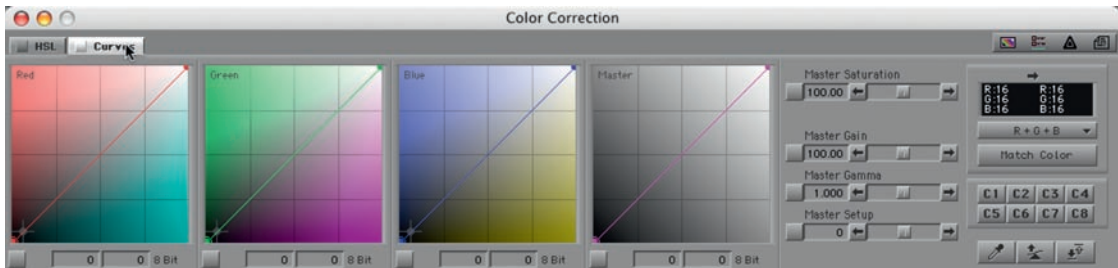 Color Correction
HSL Curves
Red
Green
Blue
Master
0 0 8 Bit
0 0 8 Bit
0 0 8 Bit
0 0 8 Bit
Master Saturation
100.00
Master Gain
100.00
Master Gamma
1.000
Master Setup
0
R:16 R:16
G:16 G:16
B:16 B:16
R + G + B
Match Color
C1 C2 C3 C4
C5 C6 C7 C8